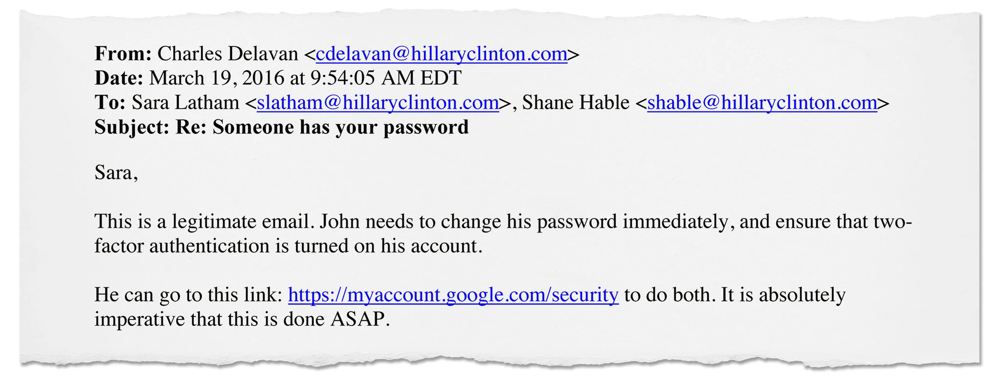 From: Charles Delavan <cdelavan@hillaryclinton.com>
Date: March 19, 2016 at 9:54:05 AM EDT
To: Sara Latham <slatham@hillaryclinton.com>, Shane Hable <shable@hillaryclinton.com>
Subject: Re: Someone has your password
Sara,
This is a legitimate email. John needs to change his password immediately, and ensure that two-
factor authentication is turned on his account.
He can go to this link: https://myaccount.google.com/security to do both. It is absolutely
imperative that this is done ASAP.